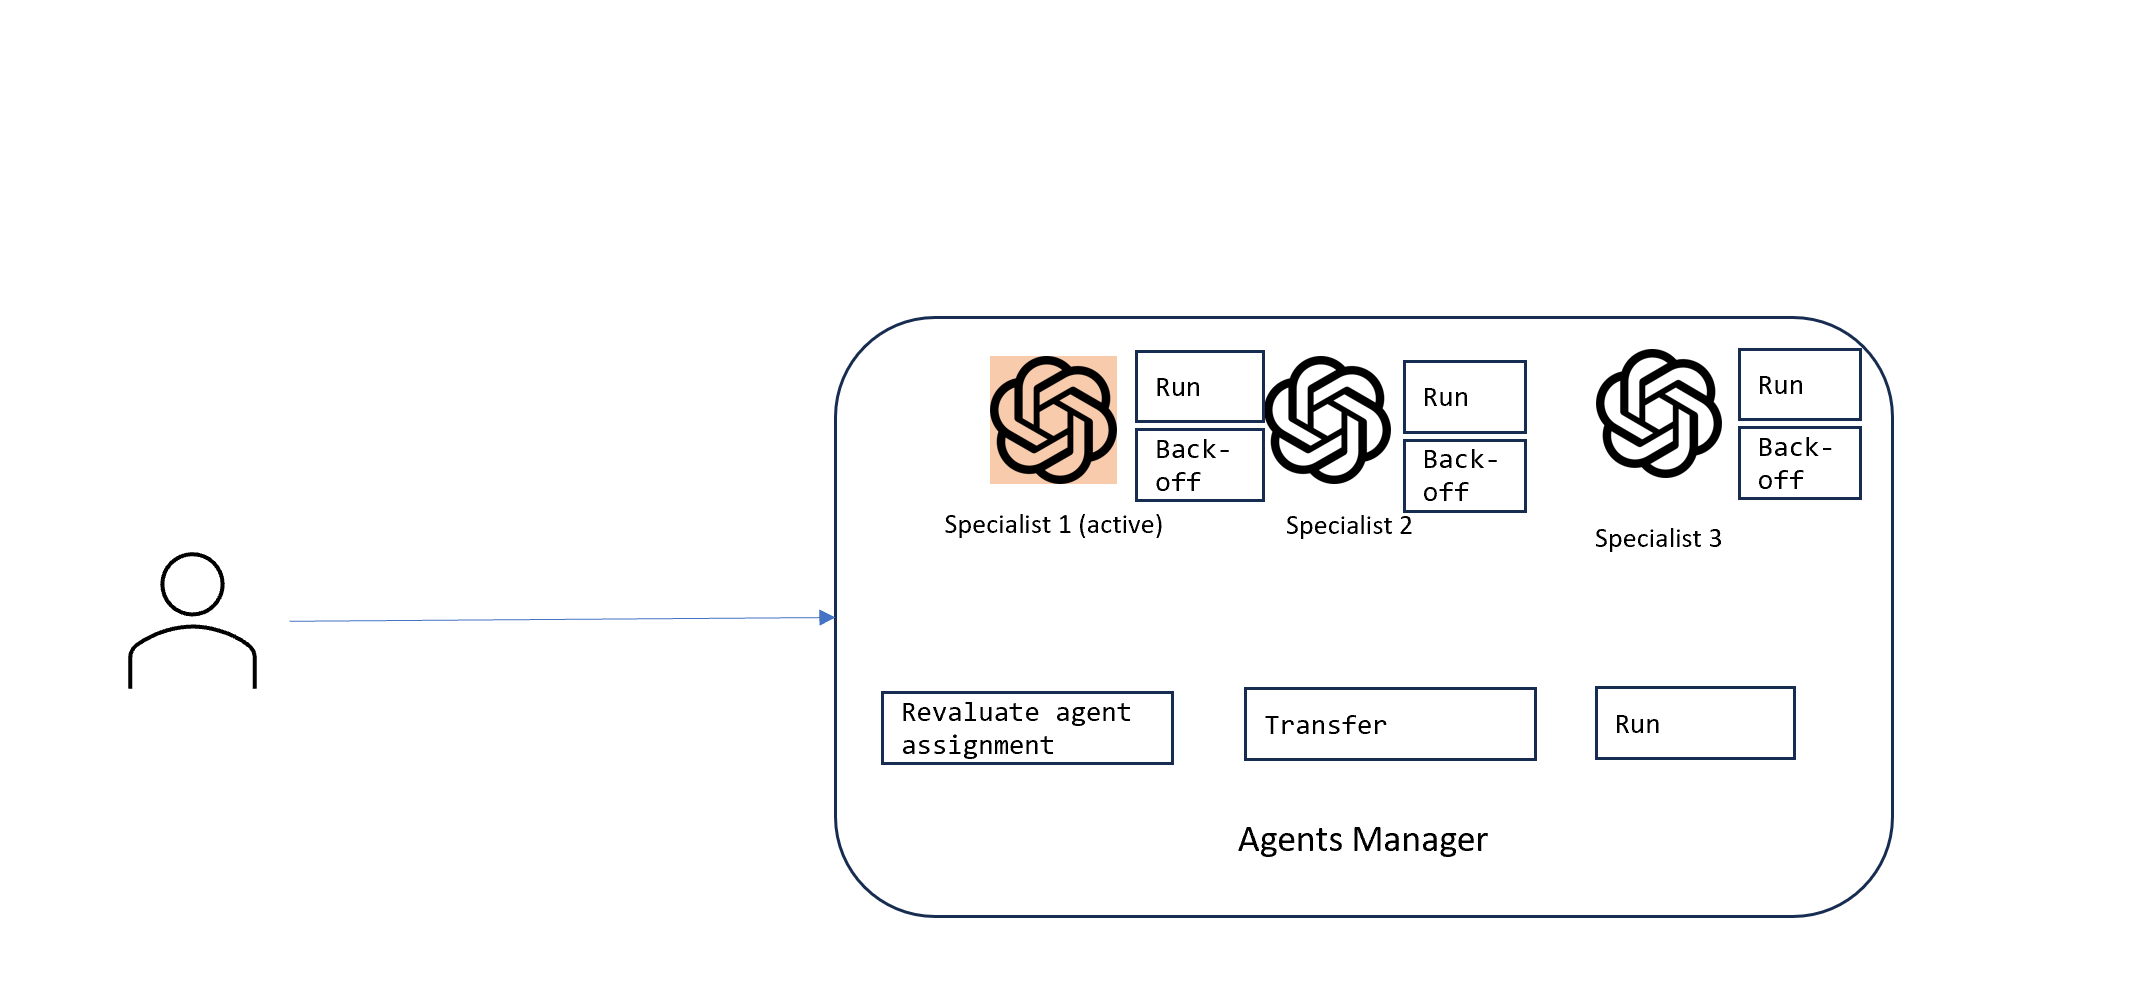 Run
Back-
off
Specialist 1 (active)
Run
Back-
off
Specialist 2
Run
Back-
off
Specialist 3
Revaluate agent
assignment
Transfer
Run
Agents Manager